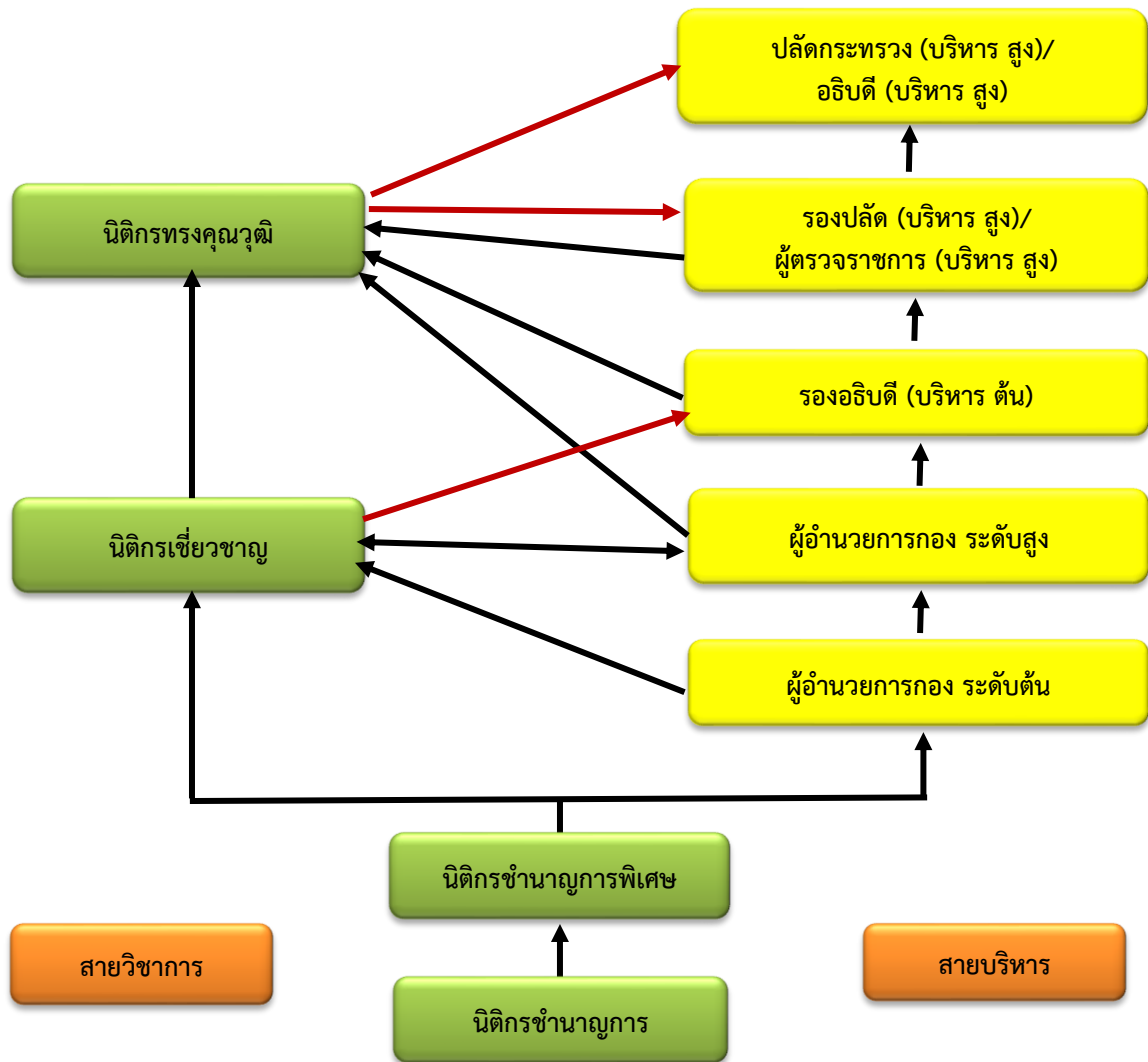 ปลัดกระทรวง (บริหาร สูง)/
อธิบดี (บริหาร สูง)
นิติกรทรงคุณวุฒิ
รองปลัด (บริหาร สูง)/
ผู้ตรวจราชการ (บริหาร สูง)
รองอธิบดี (บริหาร ต้น)
นิติกรเชี่ยวชาญ
ผู้อำนวยการกอง ระดับสูง
ผู้อำนวยการกอง ระดับต้น
นิติกรชำนาญการพิเศษ
สายวิชาการ
สายบริหาร
นิติกรชำนาญการ